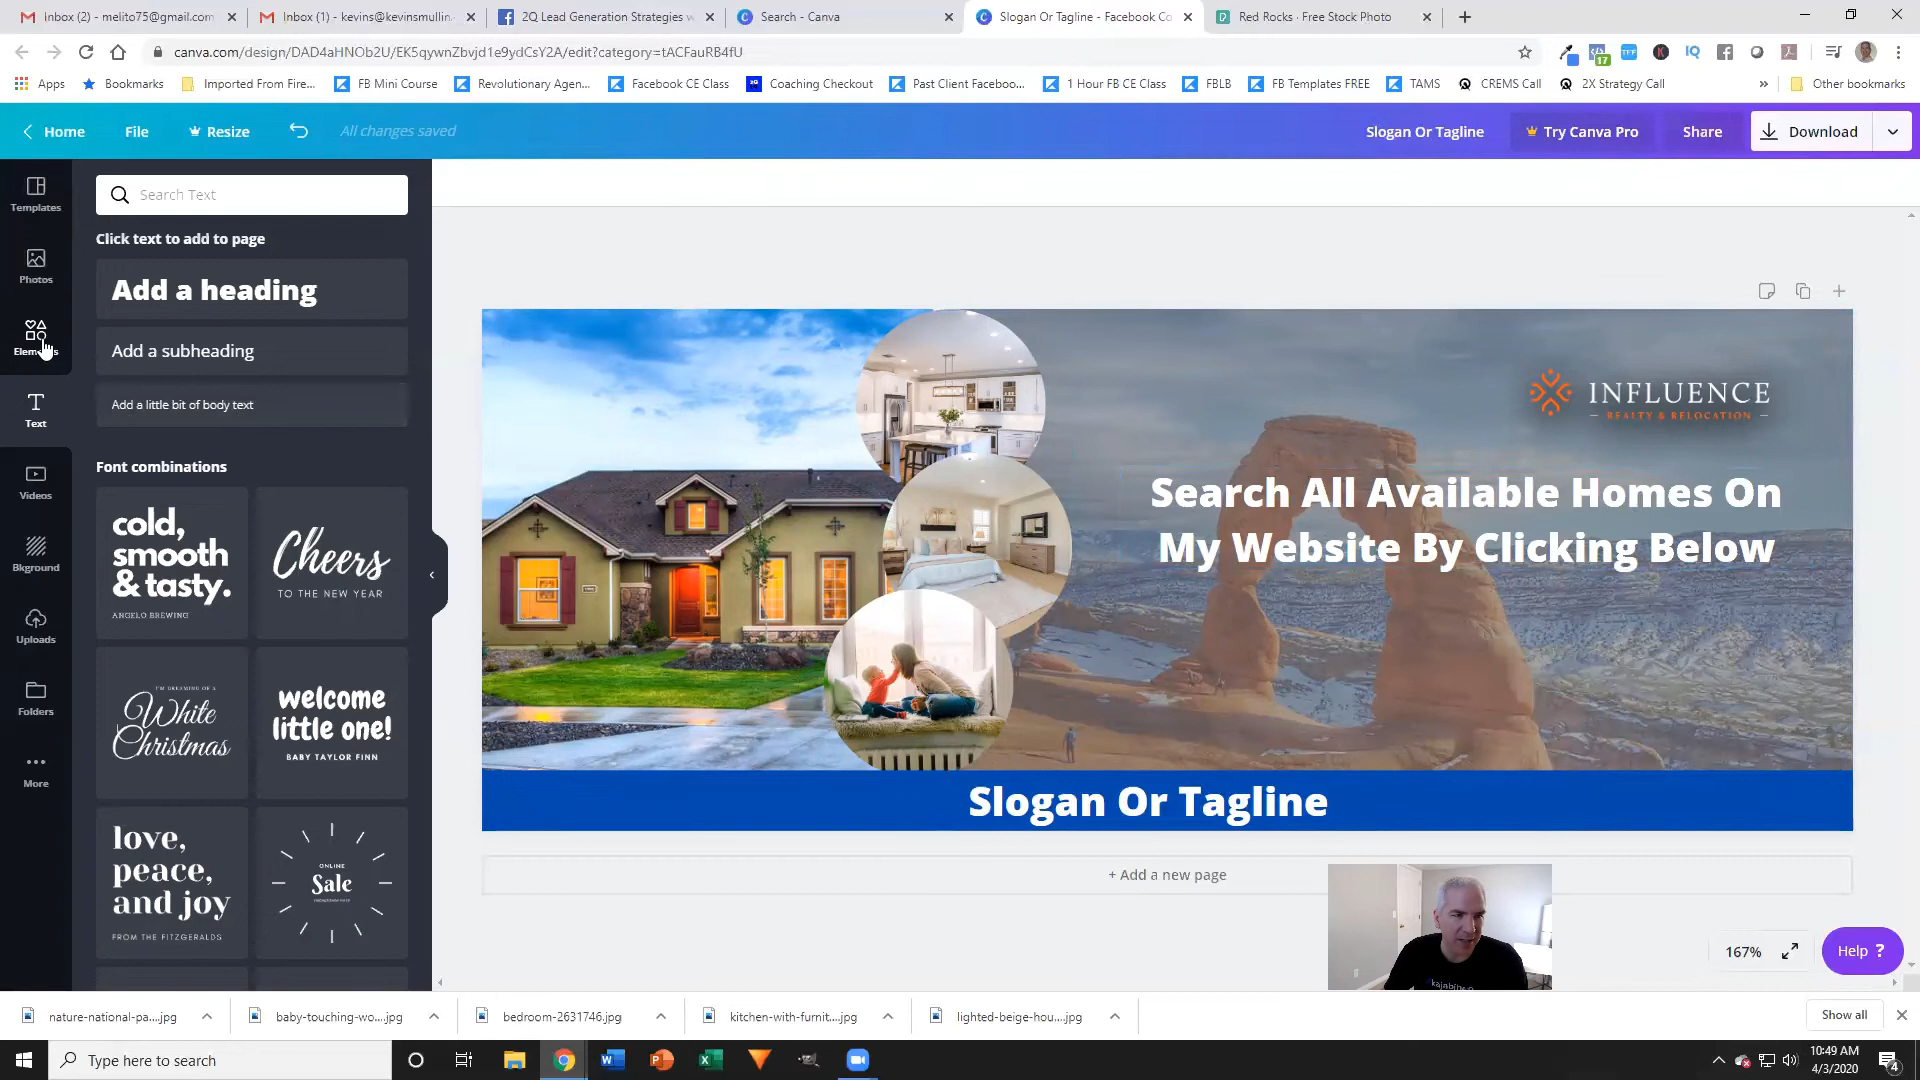 Inbox (2) - melito75@gmail.com
Inbox (1) - kevins@kevinsmullin.
2Q Lead Generation Strategies v
Search - Canva
Slogan Or Tagline - Facebook Co
Red Rocks · Free Stock Photo
canva.com/design/DAD4aHNOb2U/EK5qywnZbvjd1e9ydCsY2A/edit?category=tACFauRB4fU
17
Apps
Bookmarks
Imported From Fire...
FB Mini Course
Revolutionary Agen...
Facebook CE Class
Coaching Checkout
Past Client Faceboo...
1 Hour FB CE Class
FBLB
FB Templates FREE
TAMS
CREMS Call
2X Strategy Call
»
Other bookmarks
Home
File
Resize
All changes saved
Slogan Or Tagline
Try Canva Pro
Share
Download
Templates
Photos
Elements
Text
Videos
Bkground
Uploads
Folders
More
Search Text
Click text to add to page
Add a heading
Add a subheading
Add a little bit of body text
Font combinations
cold,
smooth
& tasty.
ANGELO BREWING
Cheers
TO THE NEW YEAR
I'M DREAMING OF A
White
Christmas
welcome
little one!
BABY TAYLOR FINN
love,
peace,
and joy
FROM THE FITZGERALDS
ONLINE
Sale
INFLUENCE
REALTY & RELOCATION
Search All Available Homes On
My Website By Clicking Below
Slogan Or Tagline
+ Add a new page
167%
Help ?
nature-national-pa....jpg
baby-touching-wo....jpg
bedroom-2631746.jpg
kitchen-with-furnit....jpg
lighted-beige-hou....jpg
Show all
Type here to search
10:49 AM
4/3/2020
4